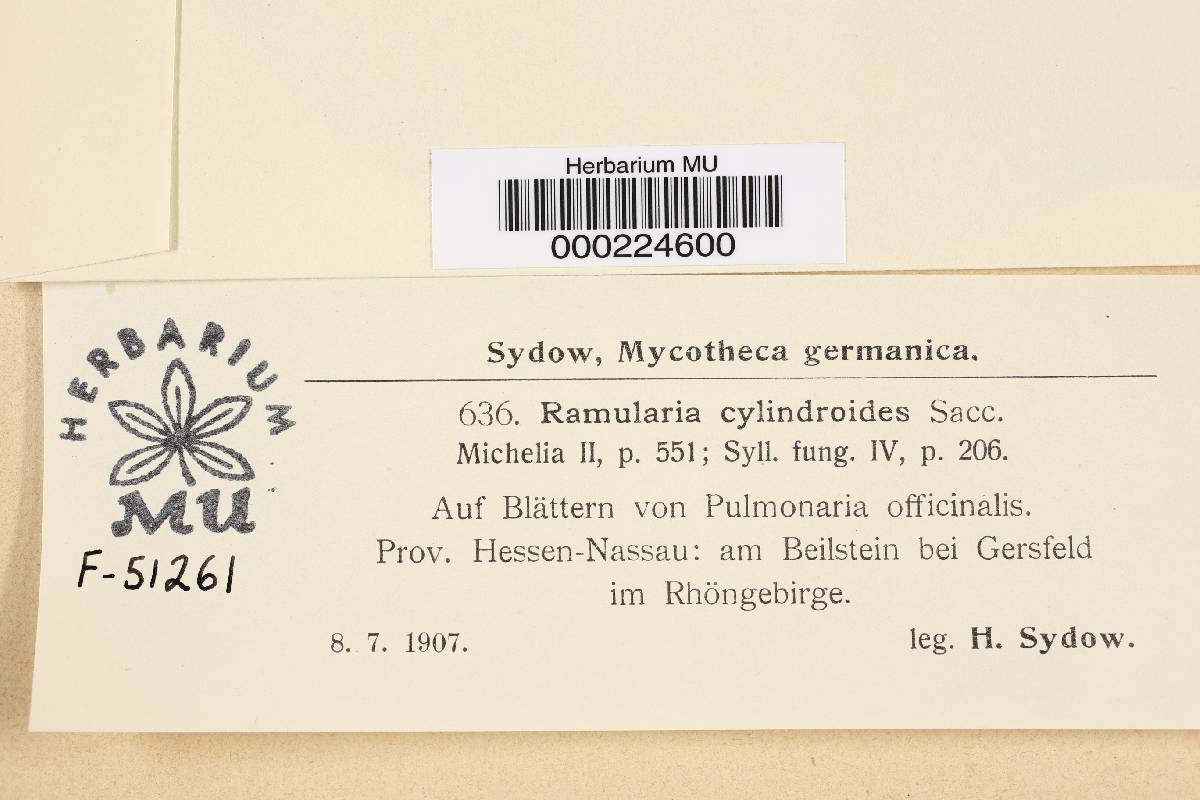 Herbarium MU
000224600
HERBARIUM
MU
F-51261
Sydow, Mycotheca germanica.
636. Ramularia cylindroides Sacc.
Michelia II, p. 551; Syll. fung. IV, p. 206.
Auf Blättern von Pulmonaria officinalis.
Prov. Hessen-Nassau: am Beilstein bei Gersfeld
im Rhöngebirge.
8. 7. 1907. leg. H. Sydow.